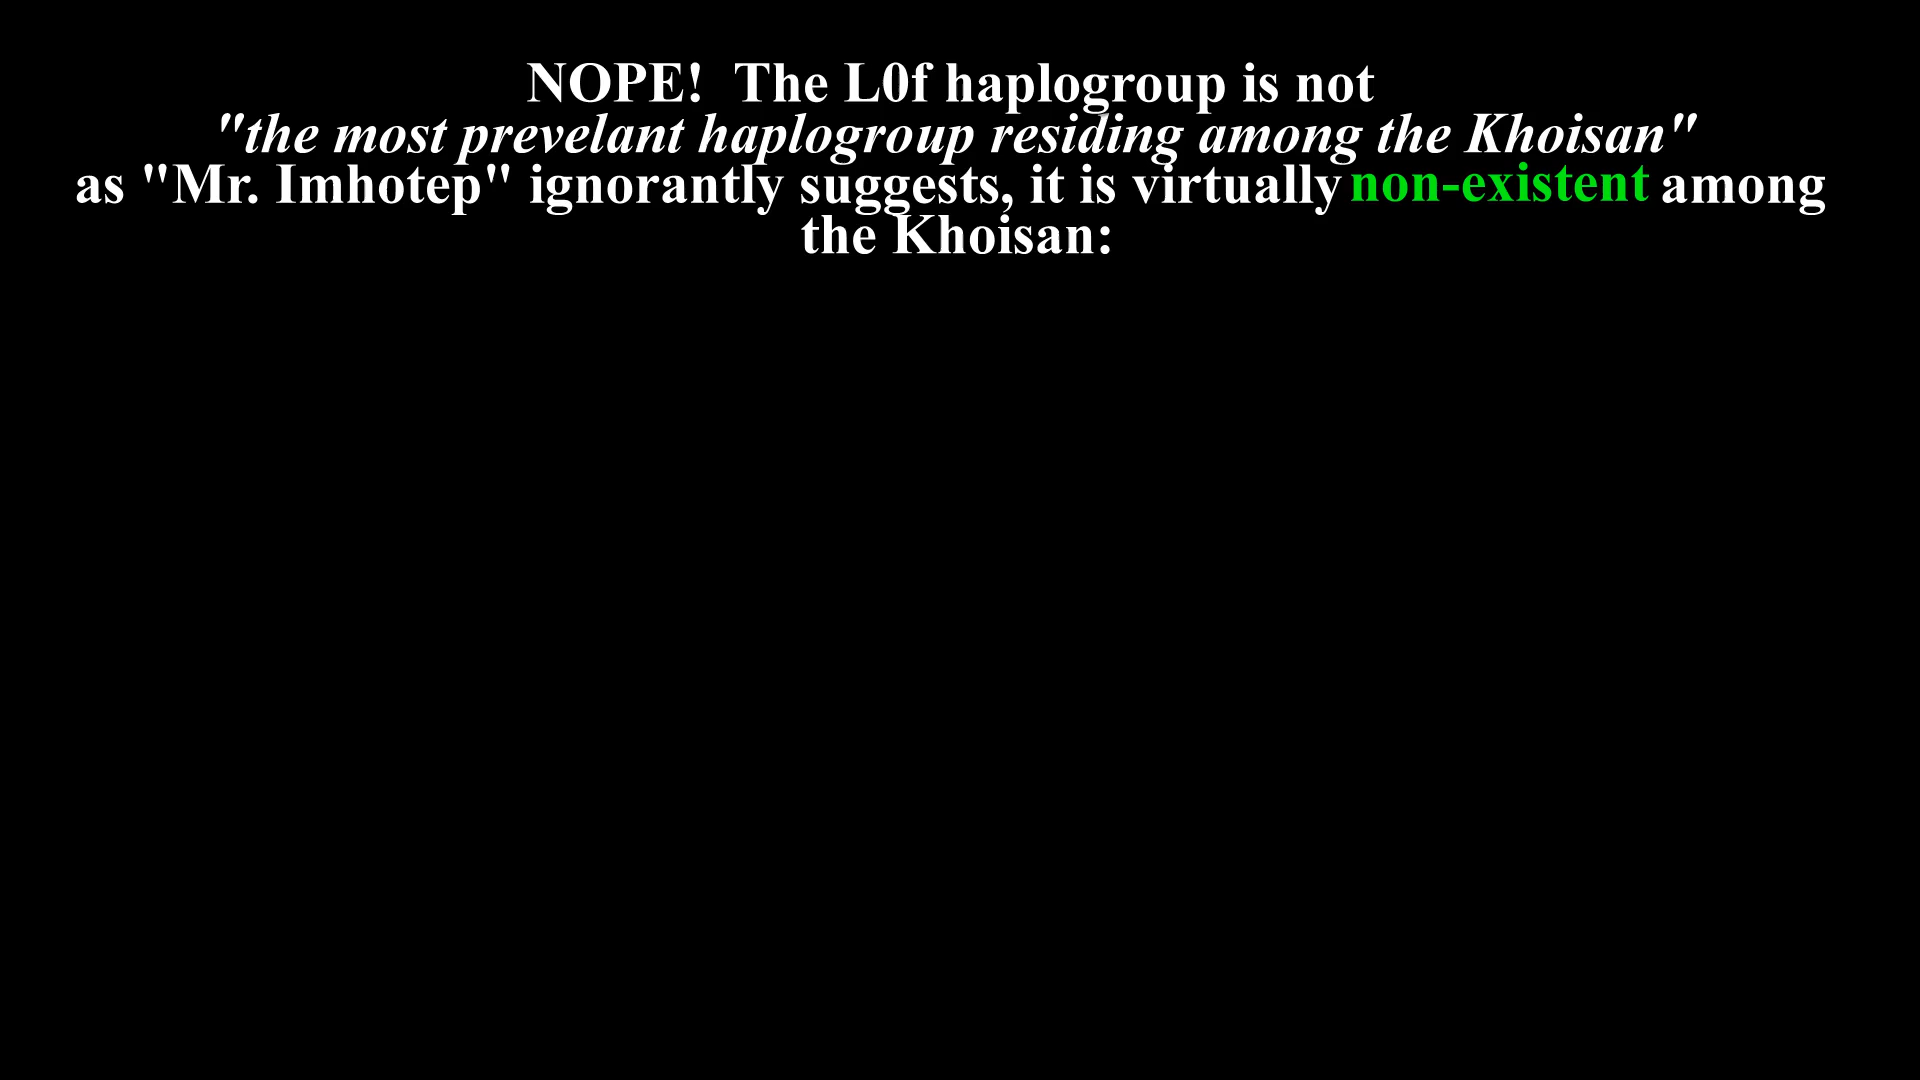 NOPE!  The L0f haplogroup is not
"the most prevelant haplogroup residing among the Khoisan"
as "Mr. Imhotep" ignorantly suggests, it is virtually non-existent among
the Khoisan: